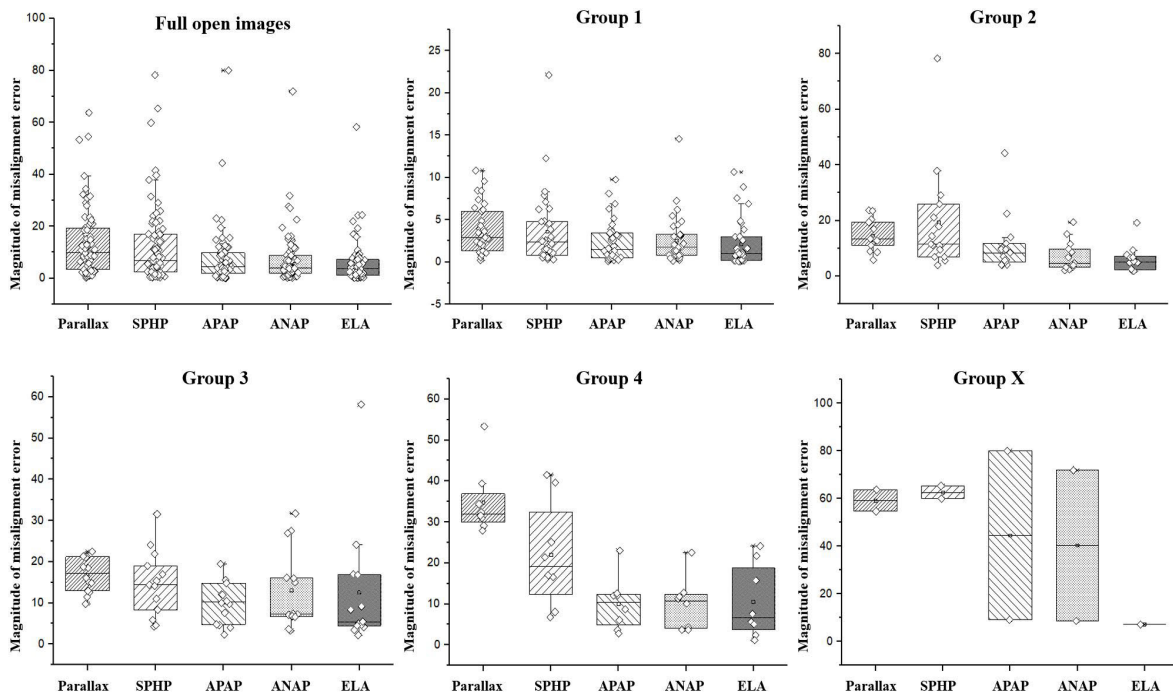 Full open images
Magnitude of misalignment error
100
80
60
40
20
0
Parallax SPHP APAP ANAP ELA
Group 1
Magnitude of misalignment error
25
20
15
10
5
0
-5
Parallax SPHP APAP ANAP ELA
Group 2
Magnitude of misalignment error
80
60
40
20
0
Parallax SPHP APAP ANAP ELA
Group 3
Magnitude of misalignment error
60
50
40
30
20
10
0
Parallax SPHP APAP ANAP ELA
Group 4
Magnitude of misalignment error
60
50
40
30
20
10
0
Parallax SPHP APAP ANAP ELA
Group X
Magnitude of misalignment error
100
80
60
40
20
0
Parallax SPHP APAP ANAP ELA